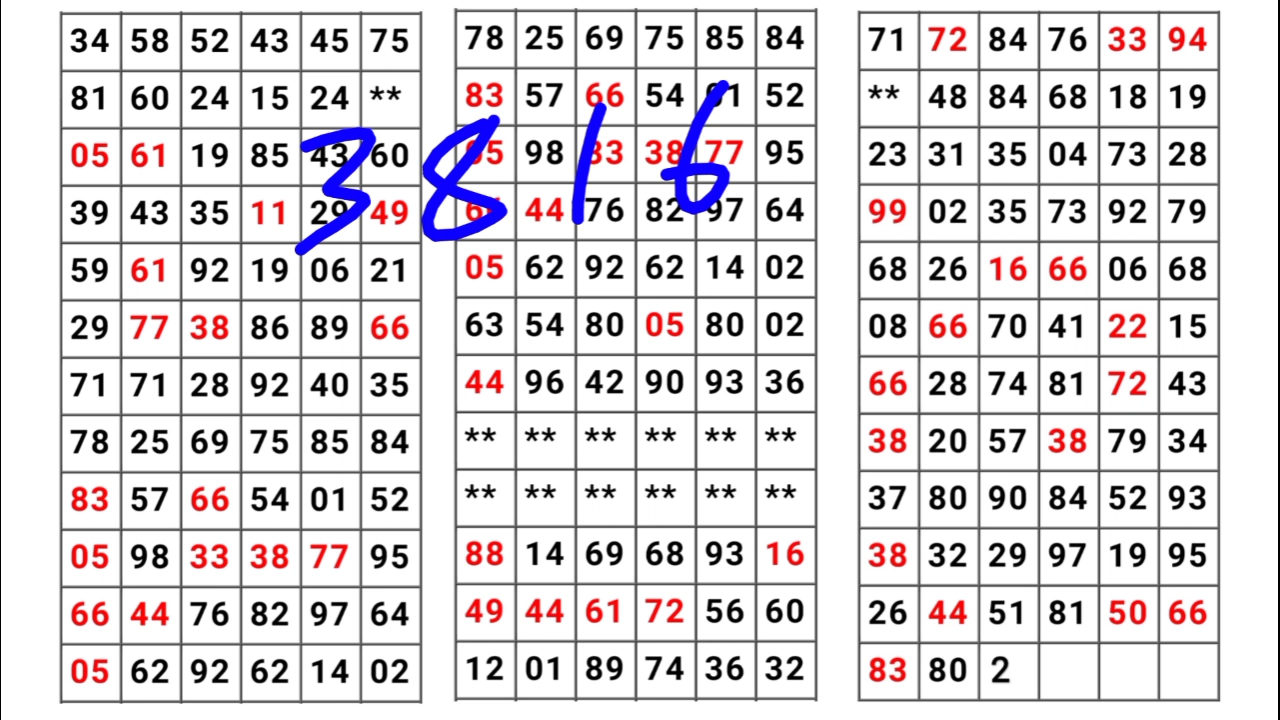 34 58 52 43 45 75
81 60 24 15 24 **
05 61 19 85 43 60
39 43 35 11 29 49
59 61 92 19 06 21
29 77 38 86 89 66
71 71 28 92 40 35
78 25 69 75 85 84
83 57 66 54 01 52
05 98 33 38 77 95
66 44 76 82 97 64
05 62 92 62 14 02
78 25 69 75 85 84
83 57 66 54 01 52
05 98 33 38 77 95
66 44 76 82 97 64
05 62 92 62 14 02
63 54 80 05 80 02
44 96 42 90 93 36
** ** ** ** ** **
** ** ** ** ** **
88 14 69 68 93 16
49 44 61 72 56 60
12 01 89 74 36 32
71 72 84 76 33 94
** 48 84 68 18 19
23 31 35 04 73 28
99 02 35 73 92 79
68 26 16 66 06 68
08 66 70 41 22 15
66 28 74 81 72 43
38 20 57 38 79 34
37 80 90 84 52 93
38 32 29 97 19 95
26 44 51 81 50 66
83 80 2
3816